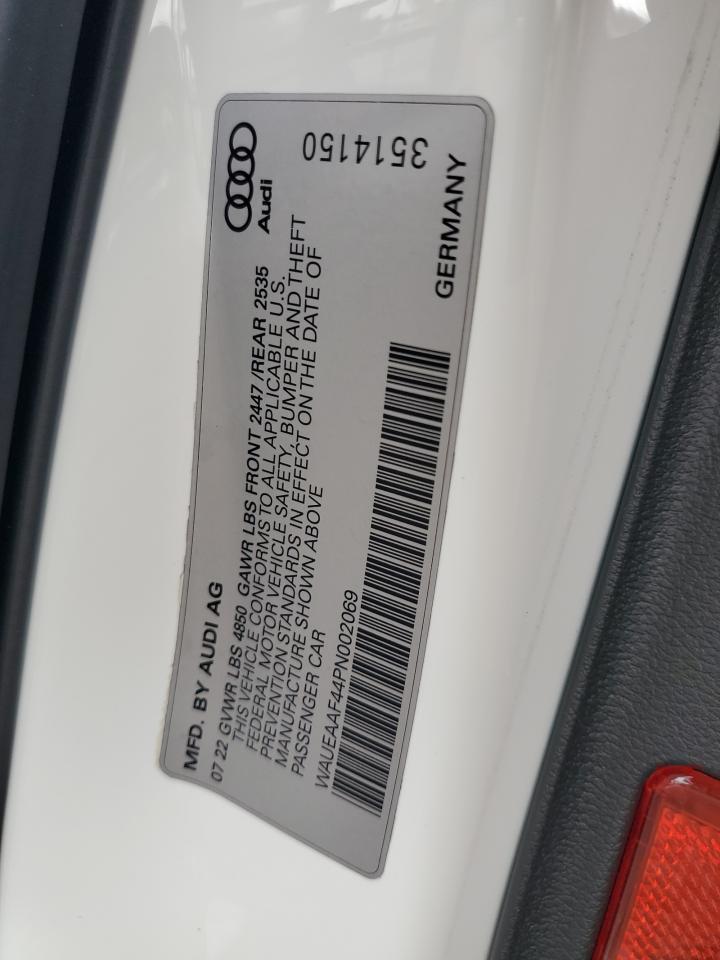 MFD. BY AUDI AG
07 22 GVWR LBS 4850 GAWR LBS FRONT 2447 /REAR 2535
THIS VEHICLE CONFORMS TO ALL APPLICABLE U.S.
FEDERAL MOTOR VEHICLE SAFETY, BUMPER AND THEFT
PREVENTION STANDARDS IN EFFECT ON THE DATE OF
MANUFACTURE SHOWN ABOVE
PASSENGER CAR
WAUEAAF44PN002069
Audi
GERMANY
3514150